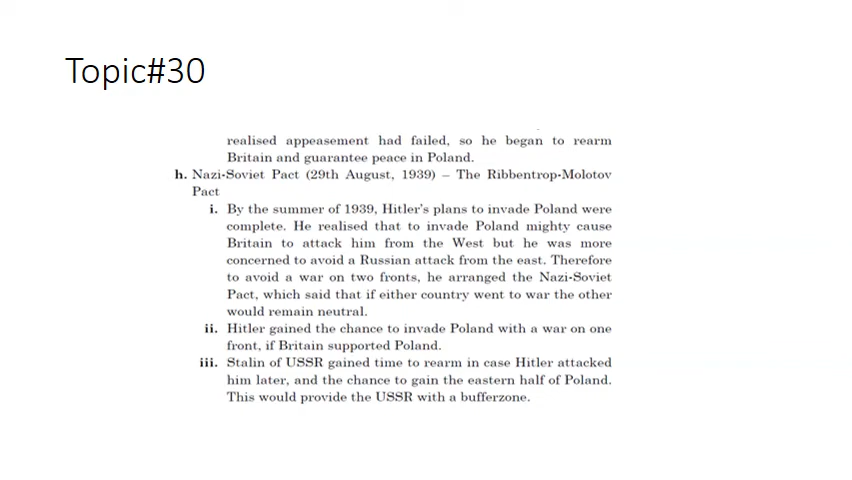 Topic#30
realised appeasement had failed, so he began to rearm
Britain and guarantee peace in Poland.
h. Nazi-Soviet Pact (29th August, 1939) – The Ribbentrop-Molotov
Pact
i. By the summer of 1939, Hitler's plans to invade Poland were
complete. He realised that to invade Poland mighty cause
Britain to attack him from the West but he was more
concerned to avoid a Russian attack from the east. Therefore
to avoid a war on two fronts, he arranged the Nazi-Soviet
Pact, which said that if either country went to war the other
would remain neutral.
ii. Hitler gained the chance to invade Poland with a war on one
front, if Britain supported Poland.
iii. Stalin of USSR gained time to rearm in case Hitler attacked
him later, and the chance to gain the eastern half of Poland.
This would provide the USSR with a bufferzone.